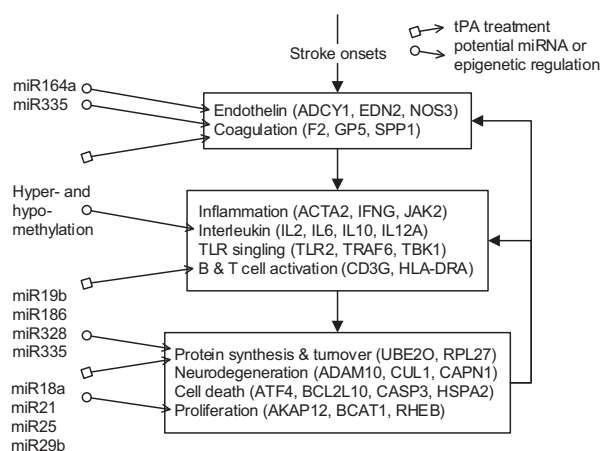 Stroke onsets
tPA treatment
potential miRNA or
epigenetic regulation
miR164a
miR335
Endothelin (ADCY1, EDN2, NOS3)
Coagulation (F2, GP5, SPP1)
Hyper- and
hypo-
methylation
Inflammation (ACTA2, IFNG, JAK2)
Interleukin (IL2, IL6, IL10, IL12A)
TLR singling (TLR2, TRAF6, TBK1)
B & T cell activation (CD3G, HLA-DRA)
miR19b
miR186
miR328
miR335
Protein synthesis & turnover (UBE2O, RPL27)
Neurodegeneration (ADAM10, CUL1, CAPN1)
Cell death (ATF4, BCL2L10, CASP3, HSPA2)
Proliferation (AKAP12, BCAT1, RHEB)
miR18a
miR21
miR25
miR29b